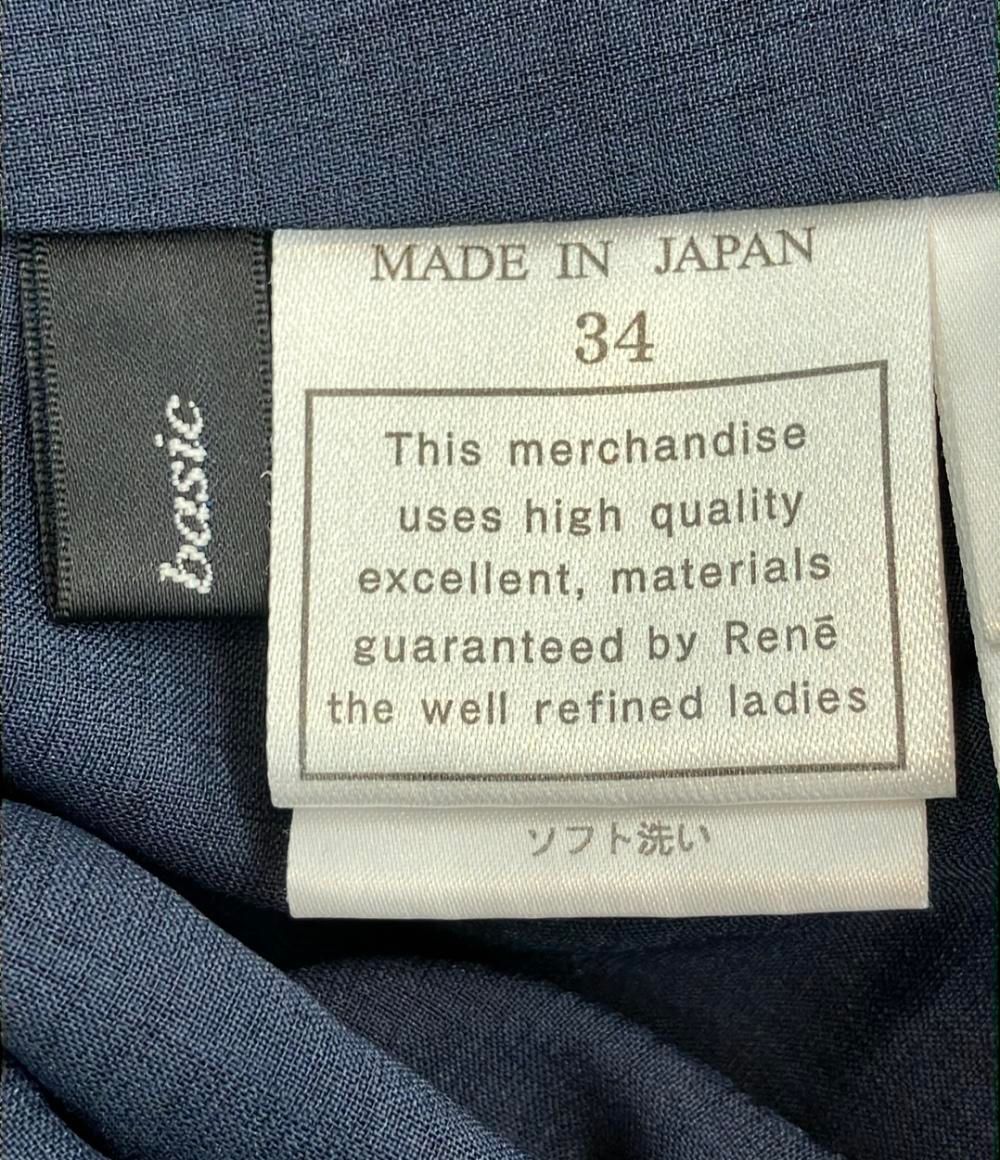 basic
MADE IN JAPAN
34
This merchandise
uses high quality
excellent, materials
guaranteed by Renē
the well refined ladies
ソフト洗い